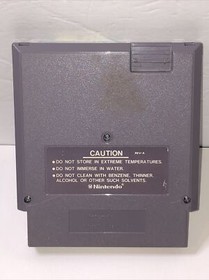 CAUTION REV-A
• DO NOT STORE IN EXTREME TEMPERATURES.
• DO NOT IMMERSE IN WATER.
• DO NOT CLEAN WITH BENZENE, THINNER,
ALCOHOL OR OTHER SUCH SOLVENTS.
Nintendo